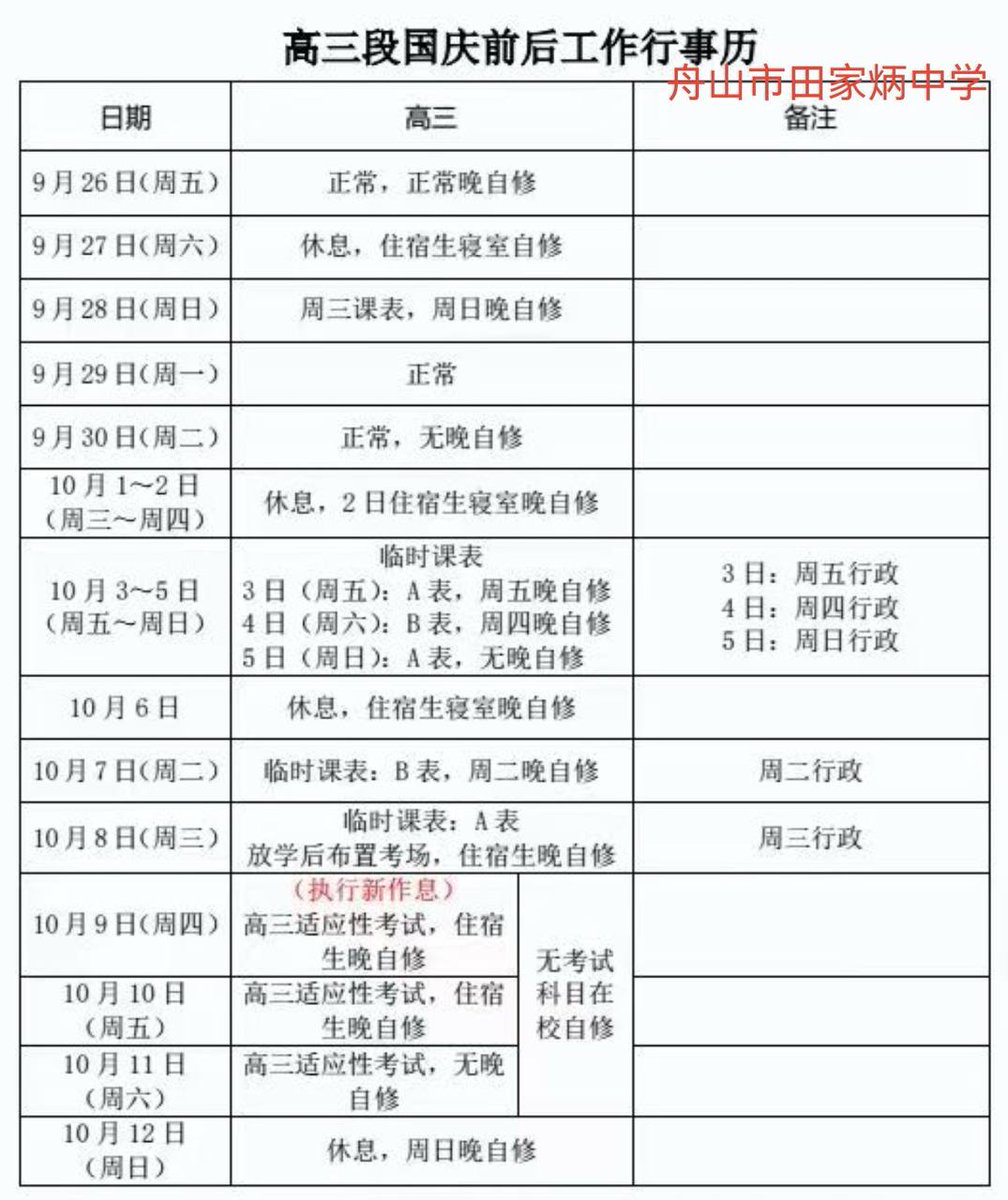 高三段国庆前后工作行事历
舟山市田家炳中学
日期 高三 备注
9月26日(周五) 正常，正常晚自修
9月27日(周六) 休息，住宿生寝室自修
9月28日(周日) 周三课表，周日晚自修
9月29日(周一) 正常
9月30日(周二) 正常，无晚自修
10月1～2日
（周三～周四）
休息，2日住宿生寝室晚自修
10月3～5日
（周五～周日）
临时课表
3日（周五）：A表，周五晚自修
4日（周六）：B表，周四晚自修
5日（周日）：A表，无晚自修
3日：周五行政
4日：周四行政
5日：周日行政
10月6日 休息，住宿生寝室晚自修
10月7日(周二) 临时课表：B表，周二晚自修 周二行政
10月8日(周三)
临时课表：A表
放学后布置考场，住宿生晚自修
周三行政
10月9日(周四)
（执行新作息）
高三适应性考试，住宿
生晚自修
无考试
科目在
校自修
10月10日
（周五）
高三适应性考试，住宿
生晚自修
10月11日
（周六）
高三适应性考试，无晚
自修
10月12日
（周日）
休息，周日晚自修